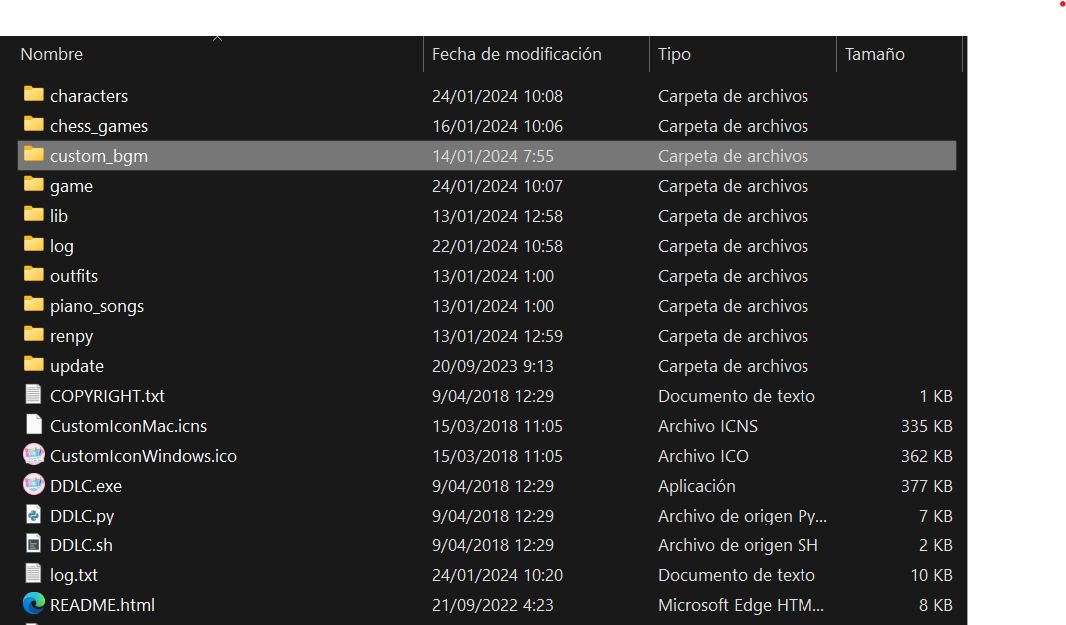 Nombre Fecha de modificación Tipo Tamaño
characters 24/01/2024 10:08 Carpeta de archivos
chess_games 16/01/2024 10:06 Carpeta de archivos
custom_bgm 14/01/2024 7:55 Carpeta de archivos
game 24/01/2024 10:07 Carpeta de archivos
lib 13/01/2024 12:58 Carpeta de archivos
log 22/01/2024 10:58 Carpeta de archivos
outfits 13/01/2024 1:00 Carpeta de archivos
piano_songs 13/01/2024 1:00 Carpeta de archivos
renpy 13/01/2024 12:59 Carpeta de archivos
update 20/09/2023 9:13 Carpeta de archivos
COPYRIGHT.txt 9/04/2018 12:29 Documento de texto 1 KB
CustomIconMac.icns 15/03/2018 11:05 Archivo ICNS 335 KB
CustomIconWindows.ico 15/03/2018 11:05 Archivo ICO 362 KB
DDLC.exe 9/04/2018 12:29 Aplicación 377 KB
DDLC.py 9/04/2018 12:29 Archivo de origen Py... 7 KB
DDLC.sh 9/04/2018 12:29 Archivo de origen SH 2 KB
log.txt 24/01/2024 10:20 Documento de texto 10 KB
README.html 21/09/2022 4:23 Microsoft Edge HTM... 8 KB